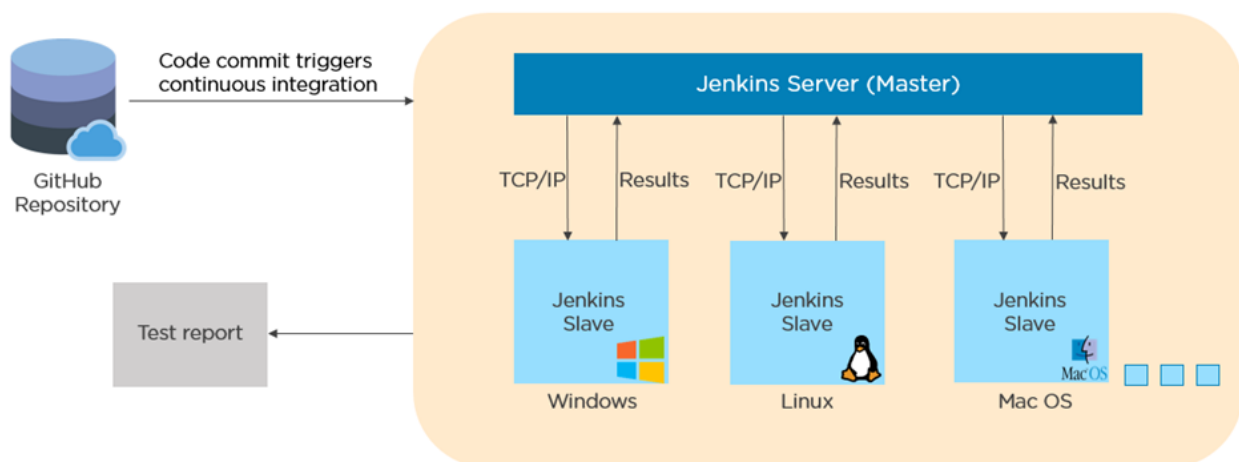 Code commit triggers
continuous integration
GitHub
Repository
Jenkins Server (Master)
TCP/IP
Results
TCP/IP
Results
TCP/IP
Results
Jenkins
Slave
Windows
Jenkins
Slave
Linux
Jenkins
Slave
Mac OS
Mac OS
Test report